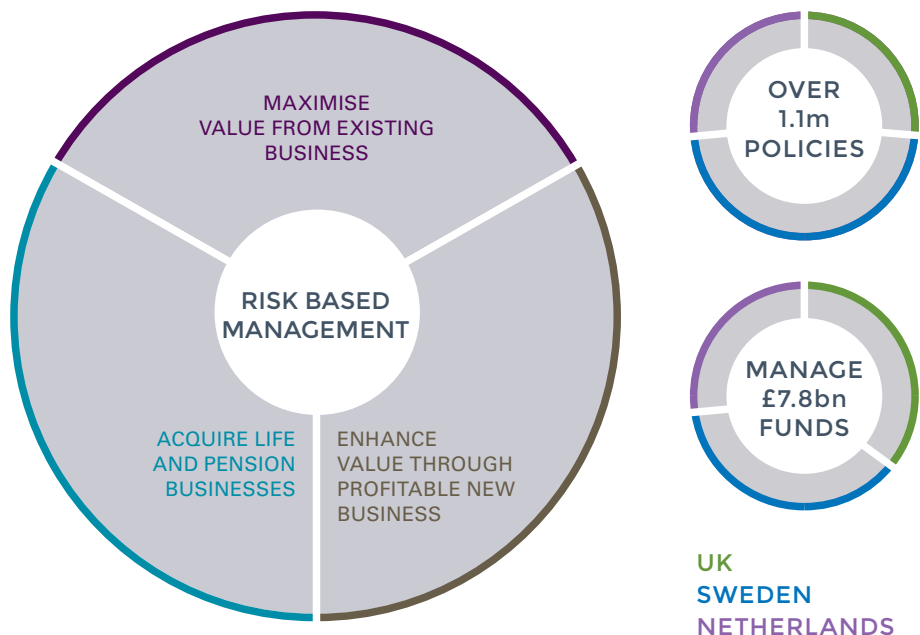 MAXIMISE
VALUE FROM EXISTING
BUSINESS
RISK BASED
MANAGEMENT
ACQUIRE LIFE
AND PENSION
BUSINESSES
ENHANCE
VALUE THROUGH
PROFITABLE NEW
BUSINESS
OVER
1.1m
POLICIES
MANAGE
£7.8bn
FUNDS
UK
SWEDEN
NETHERLANDS